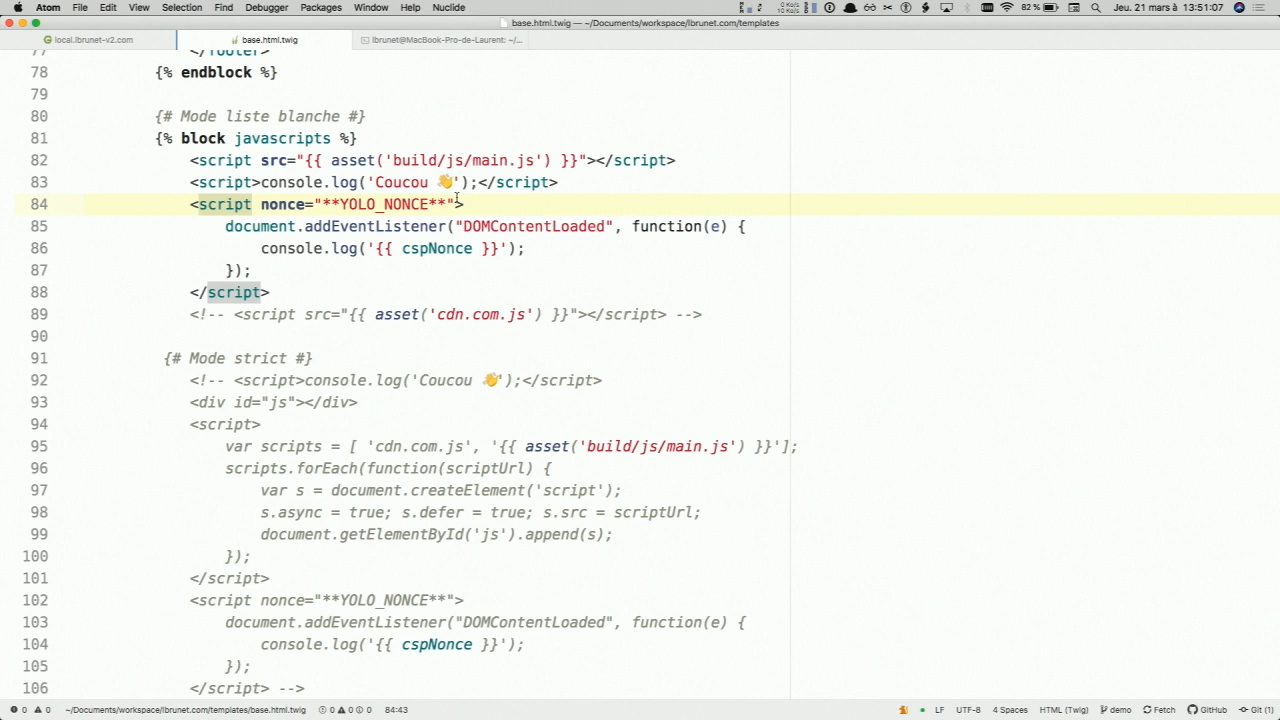 Atom File Edit View Selection Find Debugger Packages Window Help Nuclide 82 % Jeu. 21 mars à 13:51:07
base.html.twig — ~/Documents/workspace/lbrunet.com/templates
local.lbrunet-v2.com base.html.twig lbrunet@MacBook-Pro-de-Laurent: ~/...
77 </footer>
78 {% endblock %}
79
80 {# Mode liste blanche #}
81 {% block javascripts %}
82 <script src="{{ asset('build/js/main.js') }}"></script>
83 <script>console.log('Coucou 👋');</script>
84 <script nonce="**YOLO_NONCE**">
85 document.addEventListener("DOMContentLoaded", function(e) {
86 console.log('{{ cspNonce }}');
87 });
88 </script>
89 <!-- <script src="{{ asset('cdn.com.js') }}"></script> -->
90
91 {# Mode strict #}
92 <!-- <script>console.log('Coucou 👋');</script>
93 <div id="js"></div>
94 <script>
95 var scripts = [ 'cdn.com.js', '{{ asset('build/js/main.js') }}'];
96 scripts.forEach(function(scriptUrl) {
97 var s = document.createElement('script');
98 s.async = true; s.defer = true; s.src = scriptUrl;
99 document.getElementById('js').append(s);
100 });
101 </script>
102 <script nonce="**YOLO_NONCE**">
103 document.addEventListener("DOMContentLoaded", function(e) {
104 console.log('{{ cspNonce }}');
105 });
106 </script> -->
0 0 ~/Documents/workspace/lbrunet.com/templates/base.html.twig 0 0 0 84:43 LF UTF-8 4 Spaces HTML (Twig) demo Fetch GitHub Git (1)